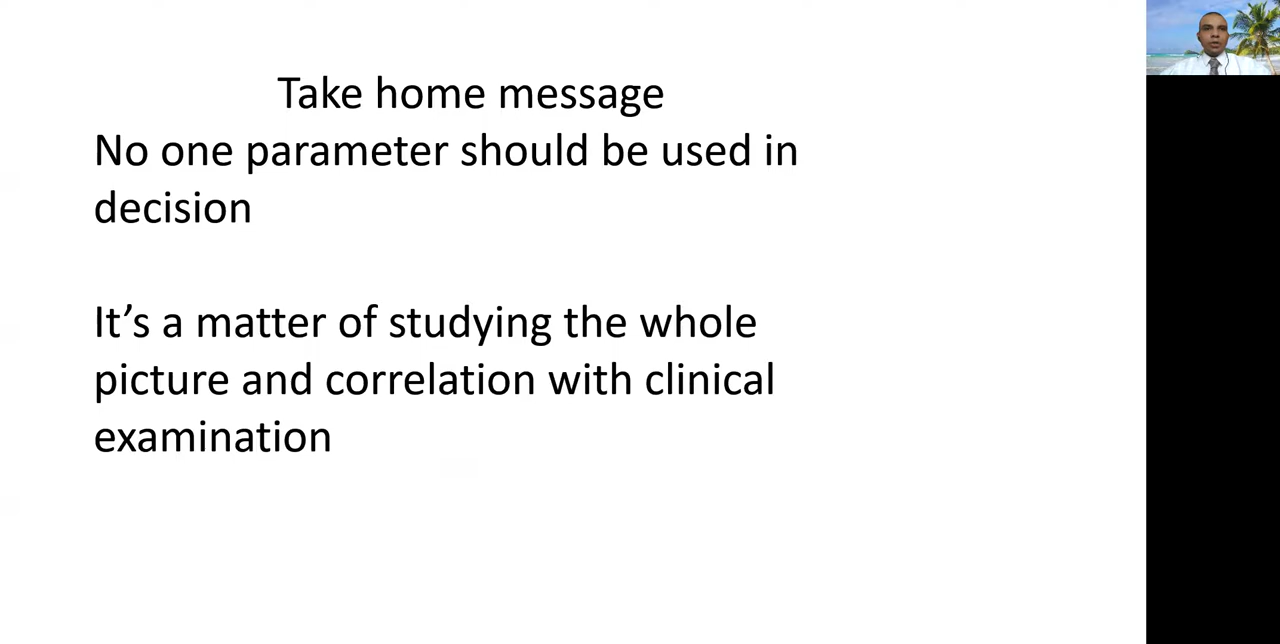 Take home message
No one parameter should be used in
decision
It’s a matter of studying the whole
picture and correlation with clinical
examination